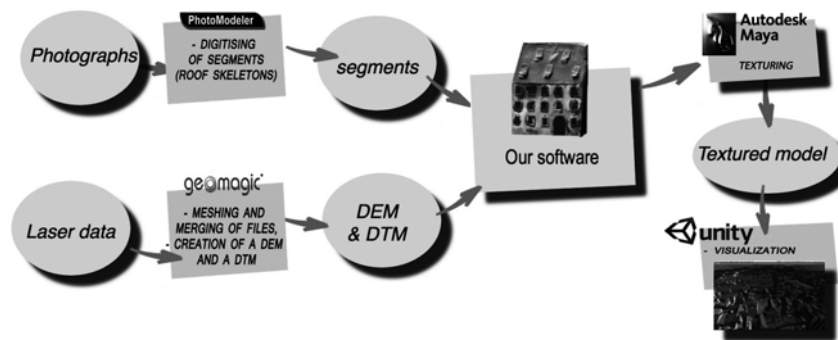 PhotoModeler
Photographs
- DIGITISING
OF SEGMENTS
(ROOF SKELETONS)
segments
Our software
Autodesk
Maya
TEXTURING
Textured model
unity
- VISUALIZATION
Laser data
geomagic
- MESHING AND
MERGING OF FILES,
- CREATION OF A DEM
AND A DTM
DEM
& DTM